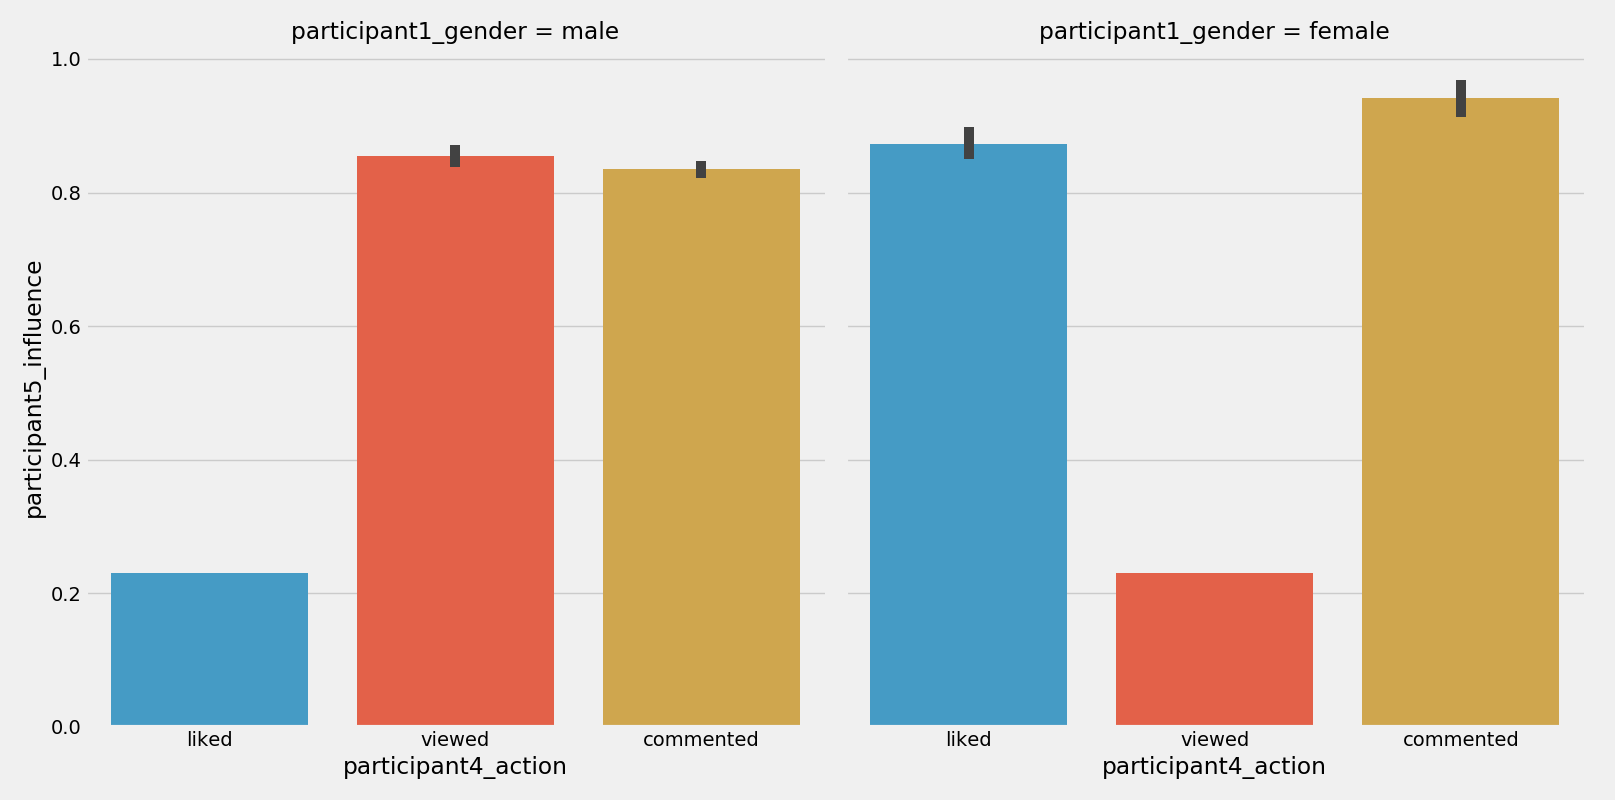 participant1_gender = male
participant1_gender = female
1.0
0.8
0.6
0.4
0.2
0.0
participant5_influence
liked viewed commented
liked viewed commented
participant4_action
participant4_action